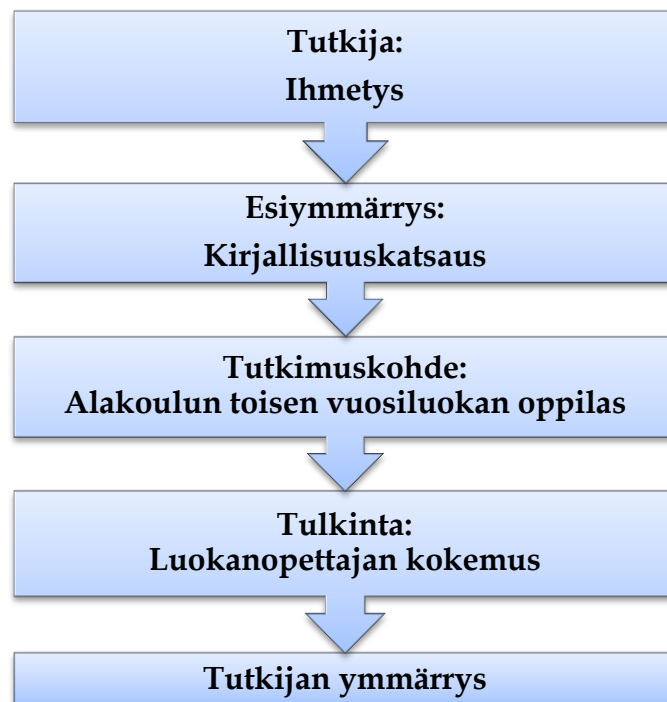 Tutkija:
Ihmetys
Esiymmärrys:
Kirjallisuuskatsaus
Tutkimuskohde:
Alakoulun toisen vuosiluokan oppilas
Tulkinta:
Luokanopettajan kokemus
Tutkijan ymmärrys